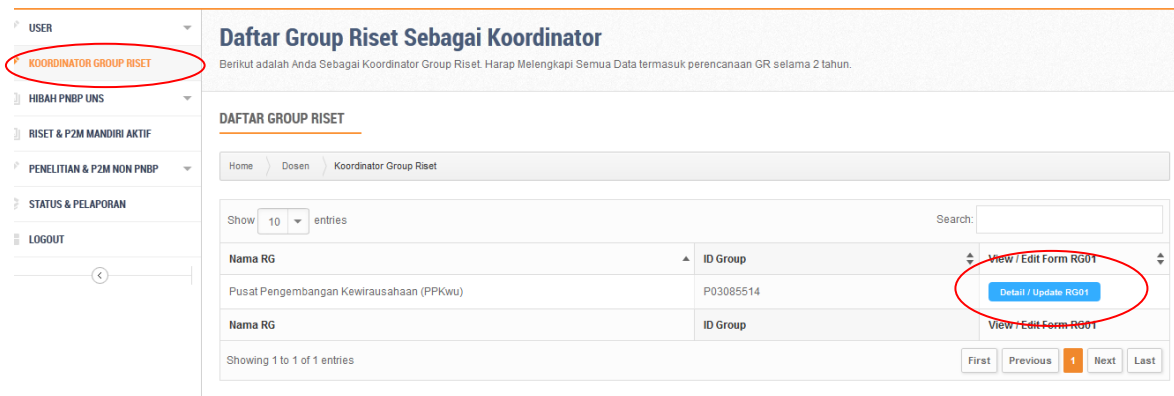 USER
KOORDINATOR GROUP RISET
HIBAH PNBP UNS
RISET & P2M MANDIRI AKTIF
PENELITIAN & P2M NON PNBP
STATUS & PELAPORAN
LOGOUT
Daftar Group Riset Sebagai Koordinator
Berikut adalah Anda Sebagai Koordinator Group Riset. Harap Melengkapi Semua Data termasuk perencanaan GR selama 2 tahun.
DAFTAR GROUP RISET
Home Dosen Koordinator Group Riset
Show 10 entries Search:
Nama RG ID Group View / Edit Form RG01
Pusat Pengembangan Kewirausahaan (PPKwu) P03085514 Detail / Update RG01
Nama RG ID Group View / Edit Form RG01
Showing 1 to 1 of 1 entries First Previous 1 Next Last